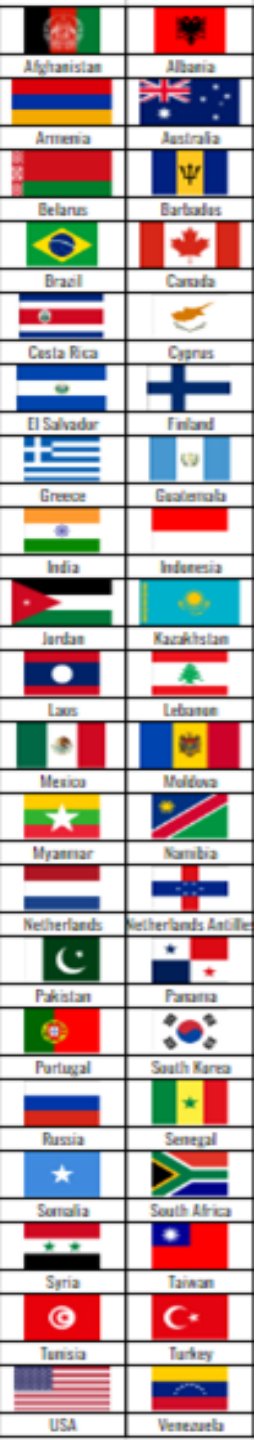 Afghanistan Albania
Armenia Australia
Belarus Barbados
Brazil Canada
Costa Rica Cyprus
El Salvador Finland
Greece Guatemala
India Indonesia
Jordan Kazakhstan
Laos Lebanon
Mexico Moldova
Myanmar Namibia
Netherlands Netherlands Antilles
Pakistan Panama
Portugal South Korea
Russia Senegal
Somalia South Africa
Syria Taiwan
Tunisia Turkey
USA Venezuela